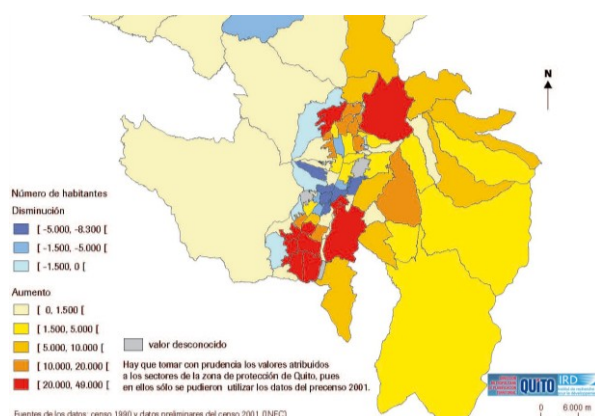 N
Número de habitantes
Disminución
[ -5.000, -8.300 [
[ -1.500, -5.000 [
[ -1.500, 0 [
Aumento
[ 0, 1.500 [
[ 1.500, 5.000 [
[ 5.000, 10.000 [
[ 10.000, 20.000 [
[ 20.000, 49.000 [
valor desconocido
Hay que tomar con prudencia los valores atribuidos
a los sectores de la zona de protección de Quito, pues
en ellos sólo se pudieron utilizar los datos del precenso 2001.
QUITO
IRD
0 6.000 m
Fuentes de los datos: censo 1990 y datos preliminares del censo 2001 (INEC)